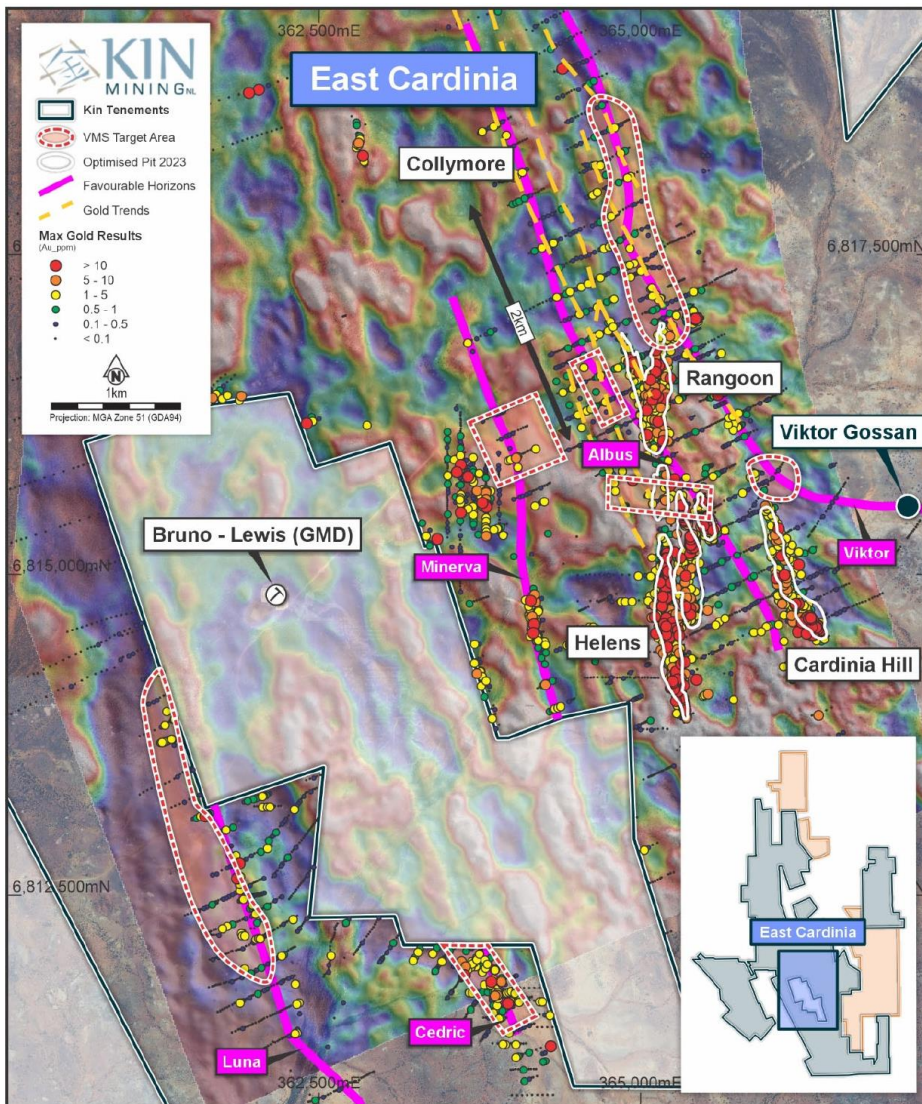 362,500mE
365,000mE
KIN
MINING NL
Kin Tenements
VMS Target Area
Optimised Pit 2023
Favourable Horizons
Gold Trends
Max Gold Results
(Au_ppm)
> 10
5 - 10
1 - 5
0.5 - 1
0.1 - 0.5
< 0.1
N
1km
Projection: MGA Zone 51 (GDA94)
East Cardinia
Collymore
6,817,500mN
2km
Rangoon
Viktor Gossan
Albus
Bruno - Lewis (GMD)
Minerva
Viktor
6,815,000mN
Helens
Cardinia Hill
6,812,500mN
East Cardinia
Cedric
Luna
362,500mE
365,000mE